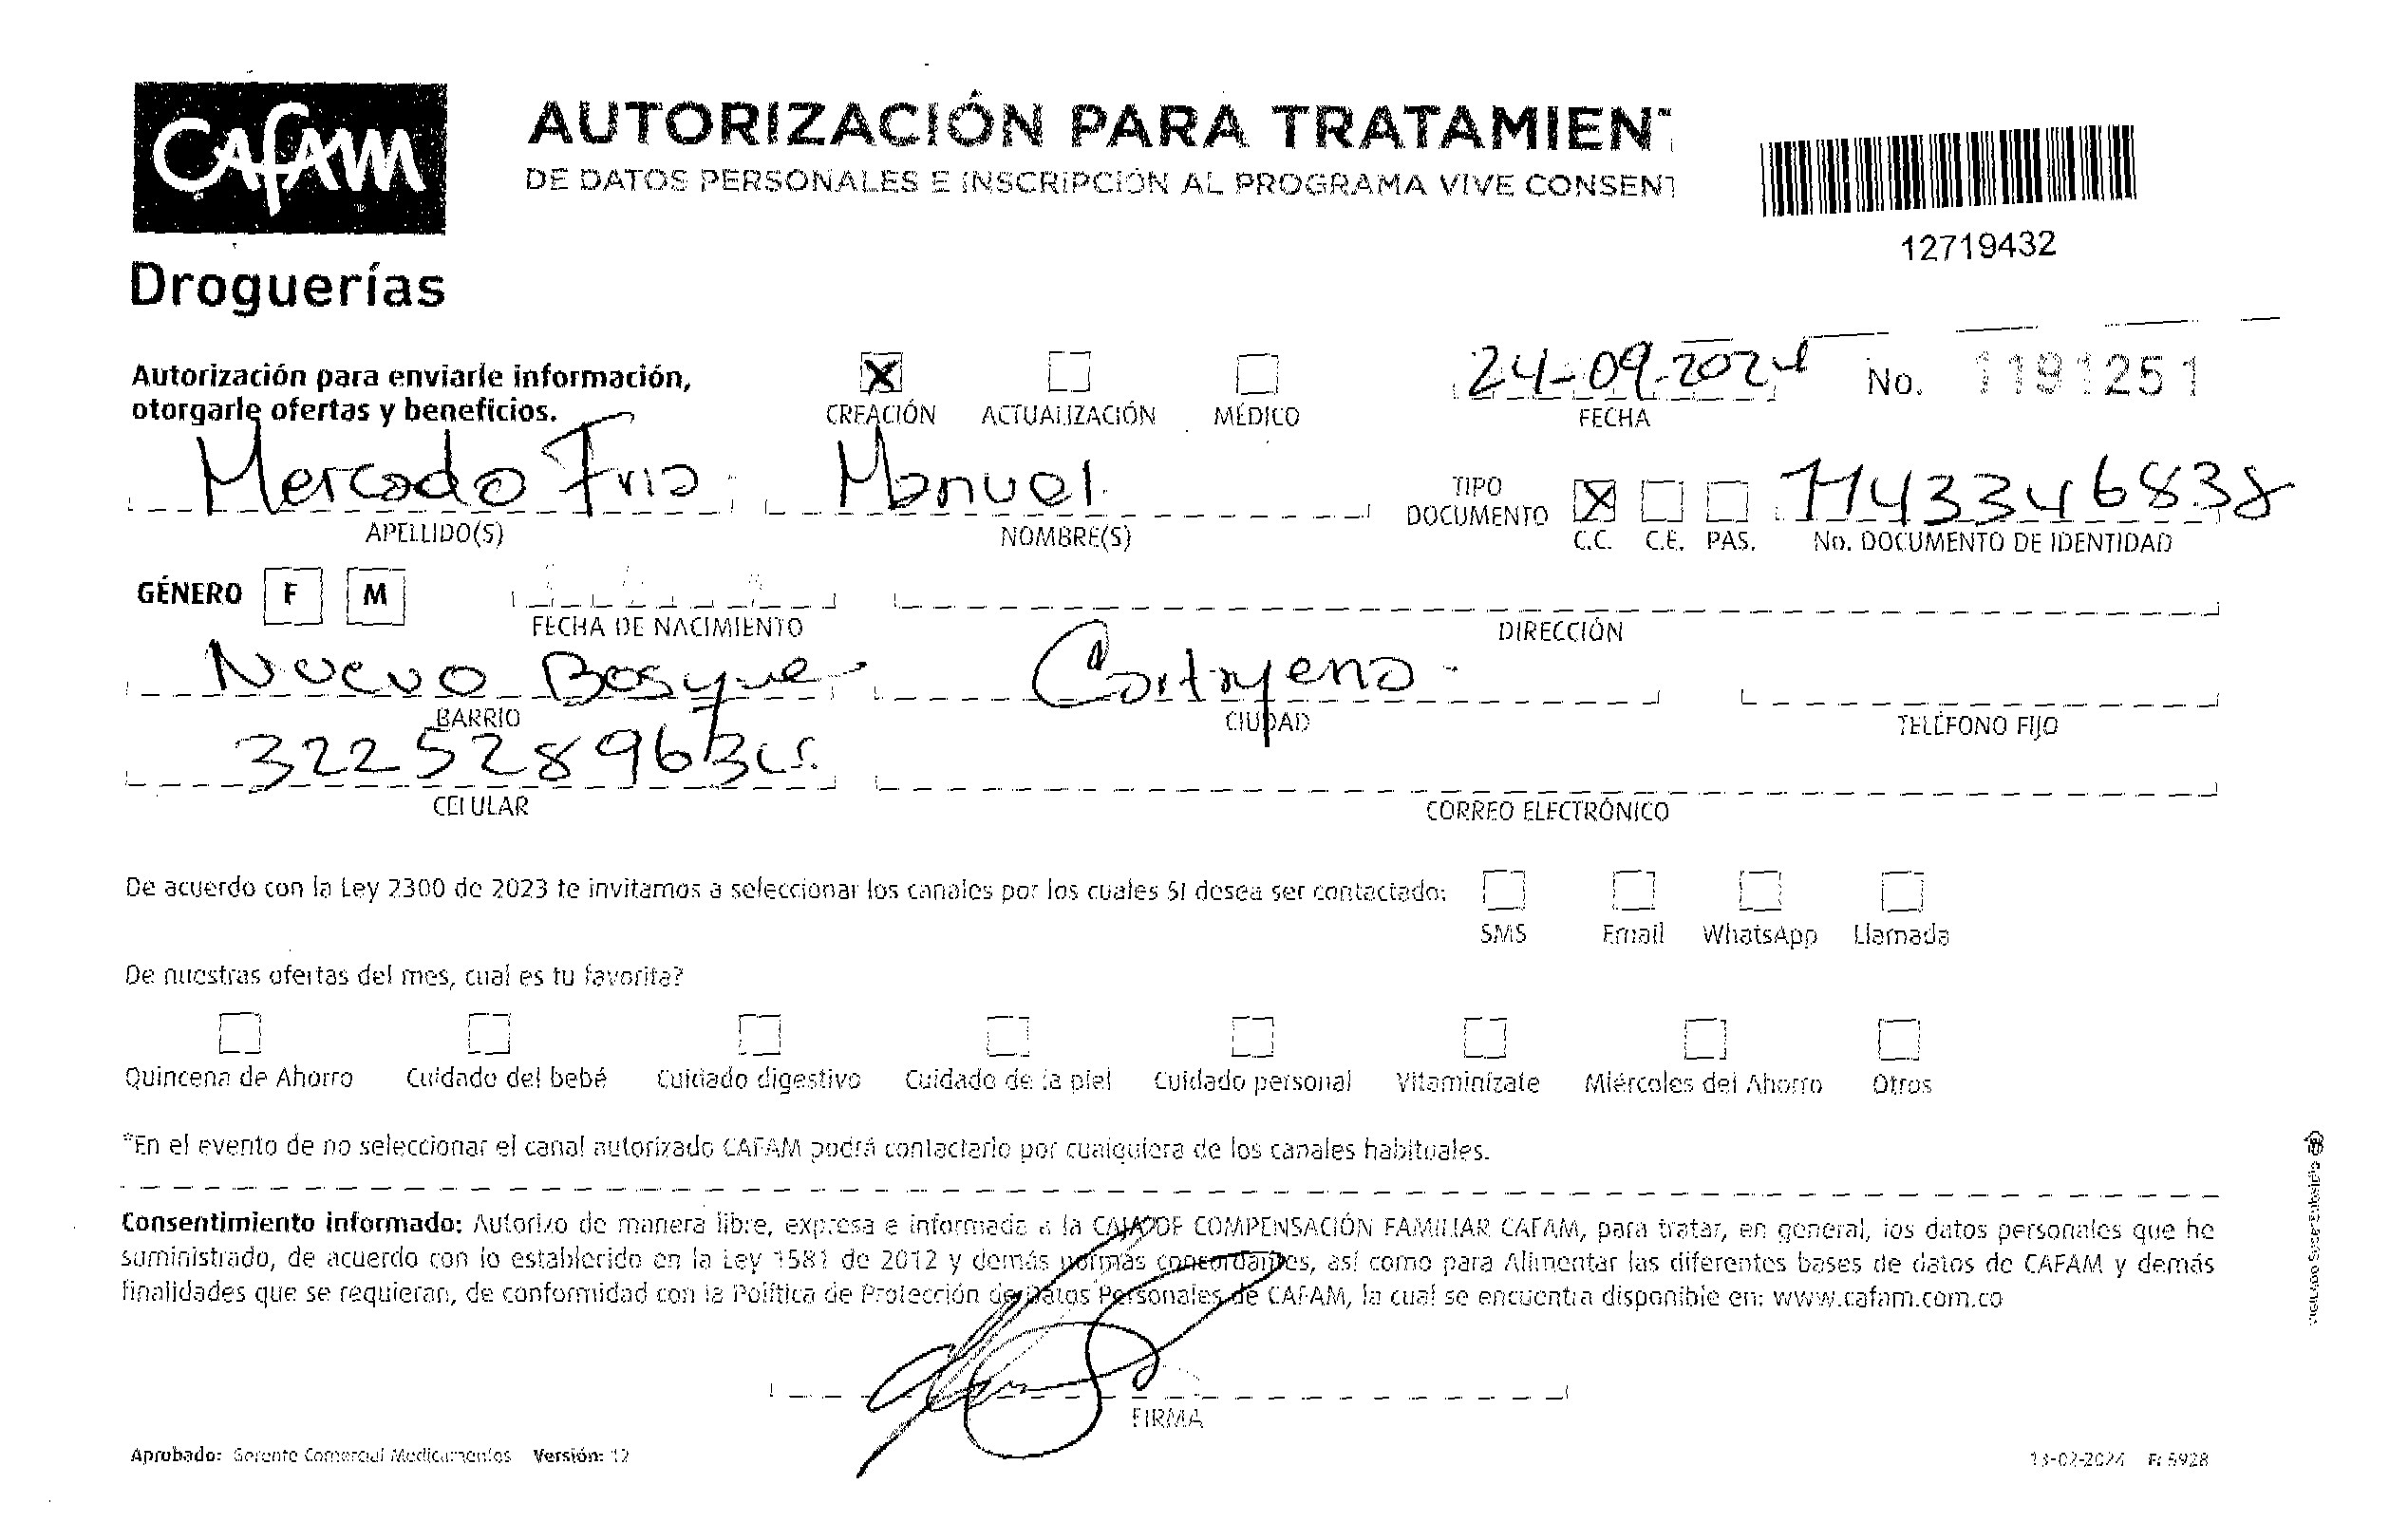 CAFAM
Droguerías
AUTORIZACIÓN PARA TRATAMIEN
DE DATOS PERSONALES E INSCRIPCIÓN AL PROGRAMA VIVE CONSENT
12719432
Autorización para enviarle información,
otorgarle ofertas y beneficios.
X
CREACIÓN ACTUALIZACIÓN MÉDICO
24-09-2024
FECHA
No. 1191251
Mercado Frio Manuel
APELLIDO(S) NOMBRE(S)
TIPO
DOCUMENTO X 1143346838
C.C. C.E. PAS. No. DOCUMENTO DE IDENTIDAD
GÉNERO F M
FECHA DE NACIMIENTO DIRECCIÓN
Nuevo Bosque Cartagena
BARRIO CIUDAD TELÉFONO FIJO
322528963
CELULAR CORREO ELECTRÓNICO
De acuerdo con la Ley 2300 de 2023 te invitamos a seleccionar los canales por los cuales SI desea ser contactado:
SMS Email WhatsApp Llamada
De nuestras ofertas del mes, cual es tu favorita?
Quincena de Ahorro Cuidado del bebé Cuidado digestivo Cuidado de la piel Cuidado personal Vitaminízate Miércoles del Ahorro Otros
*En el evento de no seleccionar el canal autorizado CAFAM podrá contactarlo por cualquiera de los canales habituales.
Consentimiento informado: Autorizo de manera libre, expresa e informada a la CAJA DE COMPENSACIÓN FAMILIAR CAFAM, para tratar, en general, los datos personales que he
suministrado, de acuerdo con lo establecido en la Ley 1581 de 2012 y demás normas concordantes, así como para Alimentar las diferentes bases de datos de CAFAM y demás
finalidades que se requieran, de conformidad con la Política de Protección de Datos Personales de CAFAM, la cual se encuentra disponible en: www.cafam.com.co
FIRMA
Aprobado: Gerente Comercial Medicamentos Versión: 12
13-02-2024 F: 5928